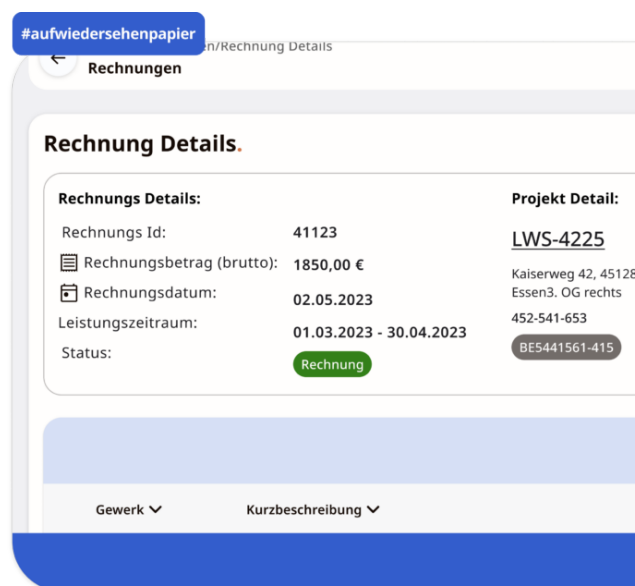 #aufwiedersehenpapier
en/Rechnung Details
Rechnungen
Rechnung Details.
Rechnungs Details:
Rechnungs Id: 41123
Rechnungsbetrag (brutto): 1850,00 €
Rechnungsdatum: 02.05.2023
Leistungszeitraum: 01.03.2023 - 30.04.2023
Status: Rechnung
Projekt Detail:
LWS-4225
Kaiserweg 42, 45128
Essen3. OG rechts
452-541-653
BE5441561-415
Gewerk Kurzbeschreibung